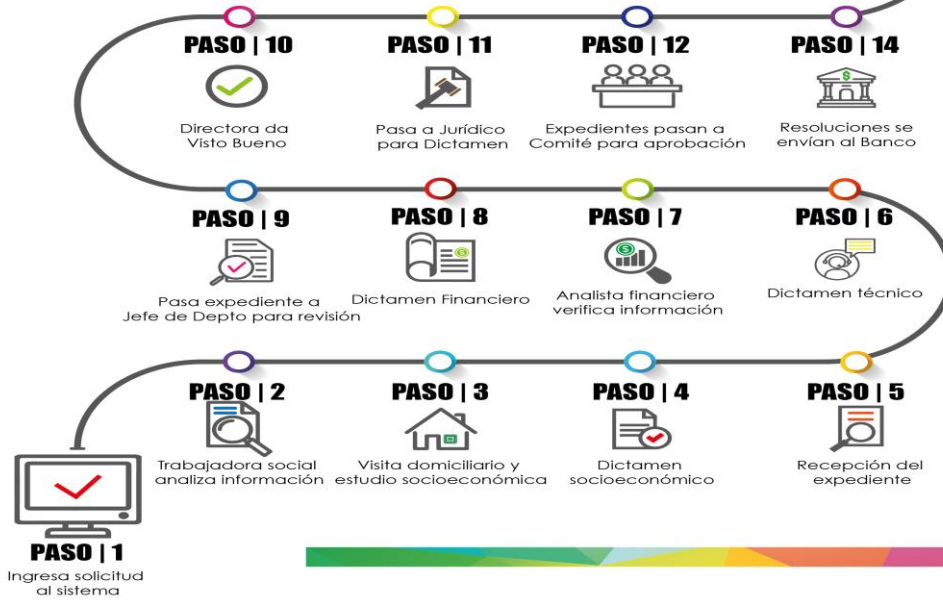 PASO | 10
Directora da
Visto Bueno
PASO | 11
Pasa a Jurídico
para Dictamen
PASO | 12
Expedientes pasan a
Comité para aprobación
PASO | 14
Resoluciones se
envían al Banco
PASO | 9
Pasa expediente a
Jefe de Depto para revisión
PASO | 8
Dictamen Financiero
PASO | 7
Analista financiero
verifica información
PASO | 6
Dictamen técnico
PASO | 2
Trabajadora social
analiza información
PASO | 3
Visita domiciliario y
estudio socioeconómica
PASO | 4
Dictamen
socioeconómico
PASO | 5
Recepción del
expediente
PASO | 1
Ingresa solicitud
al sistema